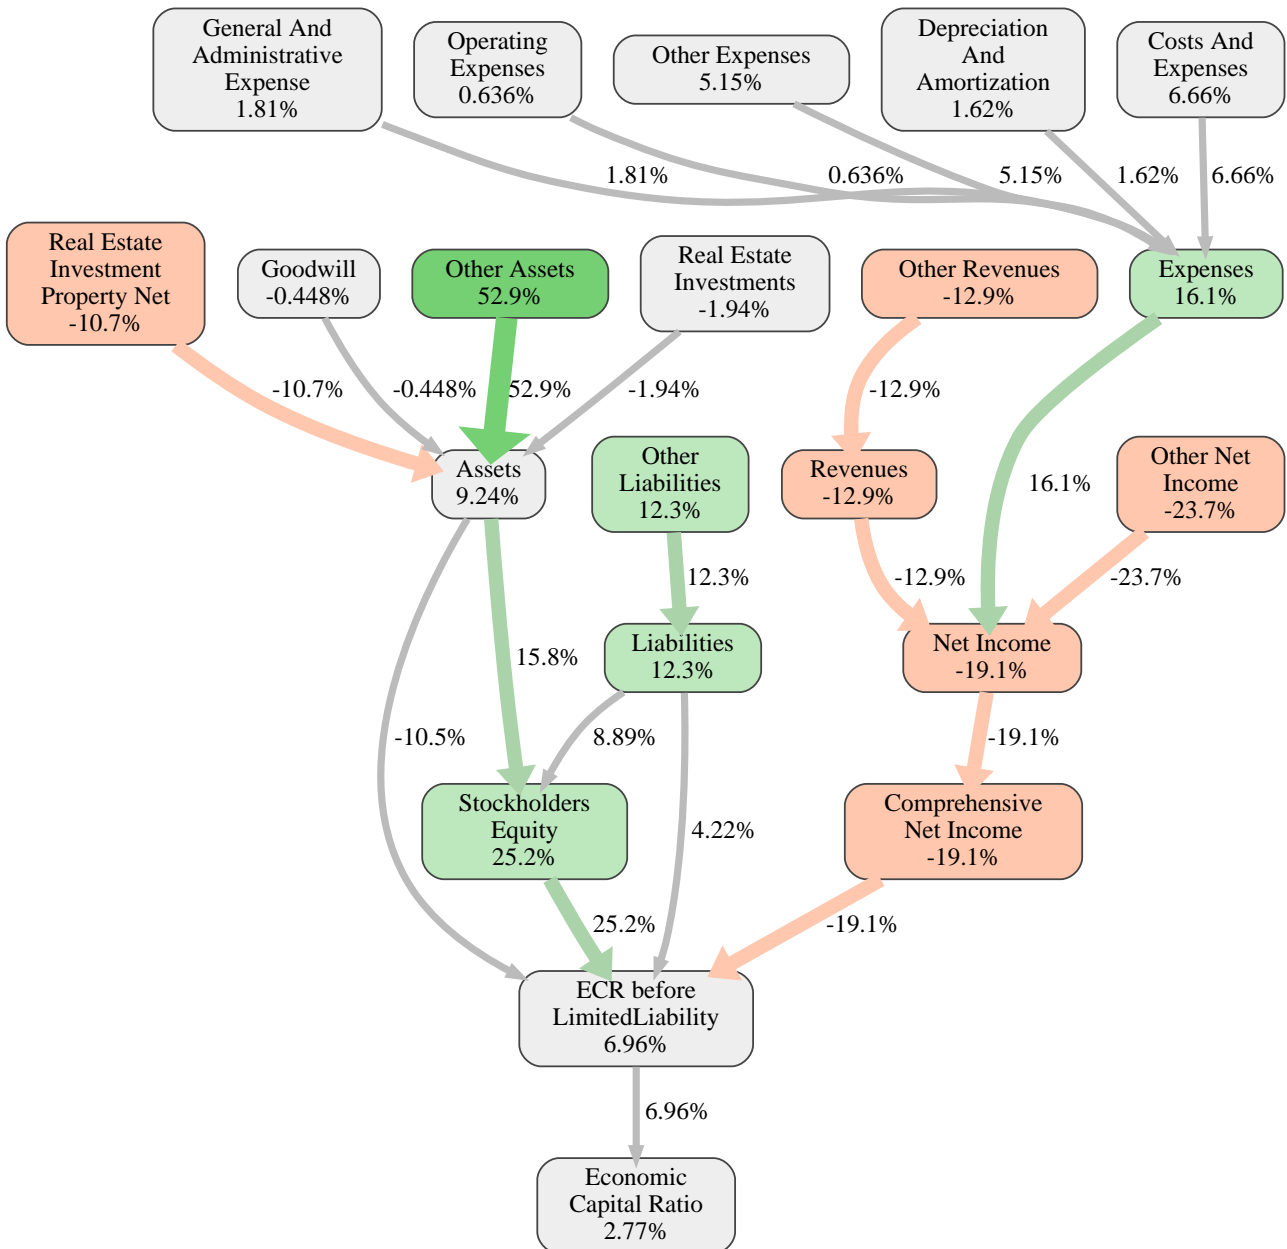 General And
Administrative
Expense
1.81%
Operating
Expenses
0.636%
Other Expenses
5.15%
Depreciation
And
Amortization
1.62%
Costs And
Expenses
6.66%
1.81%
0.636%
5.15%
1.62%
6.66%
Real Estate
Investment
Property Net
-10.7%
Goodwill
-0.448%
Other Assets
52.9%
Real Estate
Investments
-1.94%
Other Revenues
-12.9%
Expenses
16.1%
-10.7%
-0.448%
52.9%
-1.94%
-12.9%
Assets
9.24%
Other
Liabilities
12.3%
Revenues
-12.9%
16.1%
Other Net
Income
-23.7%
12.3%
-12.9%
-23.7%
15.8%
Liabilities
12.3%
Net Income
-19.1%
-10.5%
8.89%
-19.1%
Stockholders
Equity
25.2%
4.22%
Comprehensive
Net Income
-19.1%
25.2%
-19.1%
ECR before
LimitedLiability
6.96%
6.96%
Economic
Capital Ratio
2.77%